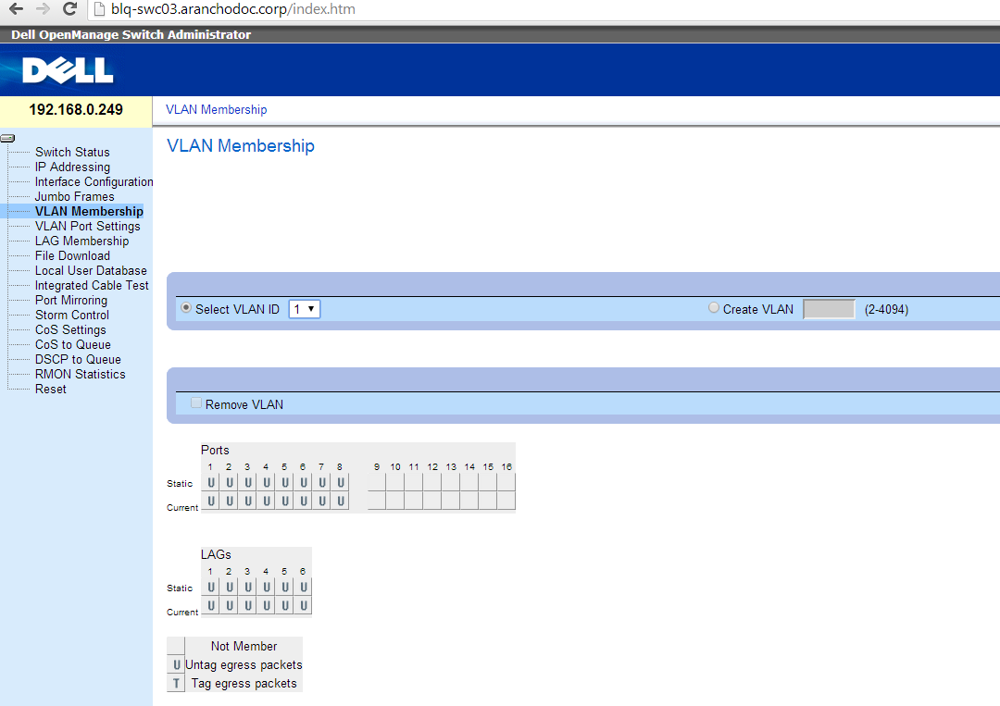 blq-swc03.aranchodoc.corp/index.htm
Dell OpenManage Switch Administrator
DELL
192.168.0.249
VLAN Membership
Switch Status
IP Addressing
Interface Configuration
Jumbo Frames
VLAN Membership
VLAN Port Settings
LAG Membership
File Download
Local User Database
Integrated Cable Test
Port Mirroring
Storm Control
CoS Settings
CoS to Queue
DSCP to Queue
RMON Statistics
Reset
VLAN Membership
Select VLAN ID 1 Create VLAN (2-4094)
Remove VLAN
Ports
1 2 3 4 5 6 7 8 9 10 11 12 13 14 15 16
Static U U U U U U U U
Current U U U U U U U U
LAGs
1 2 3 4 5 6
Static U U U U U U
Current U U U U U U
Not Member
U Untag egress packets
T Tag egress packets